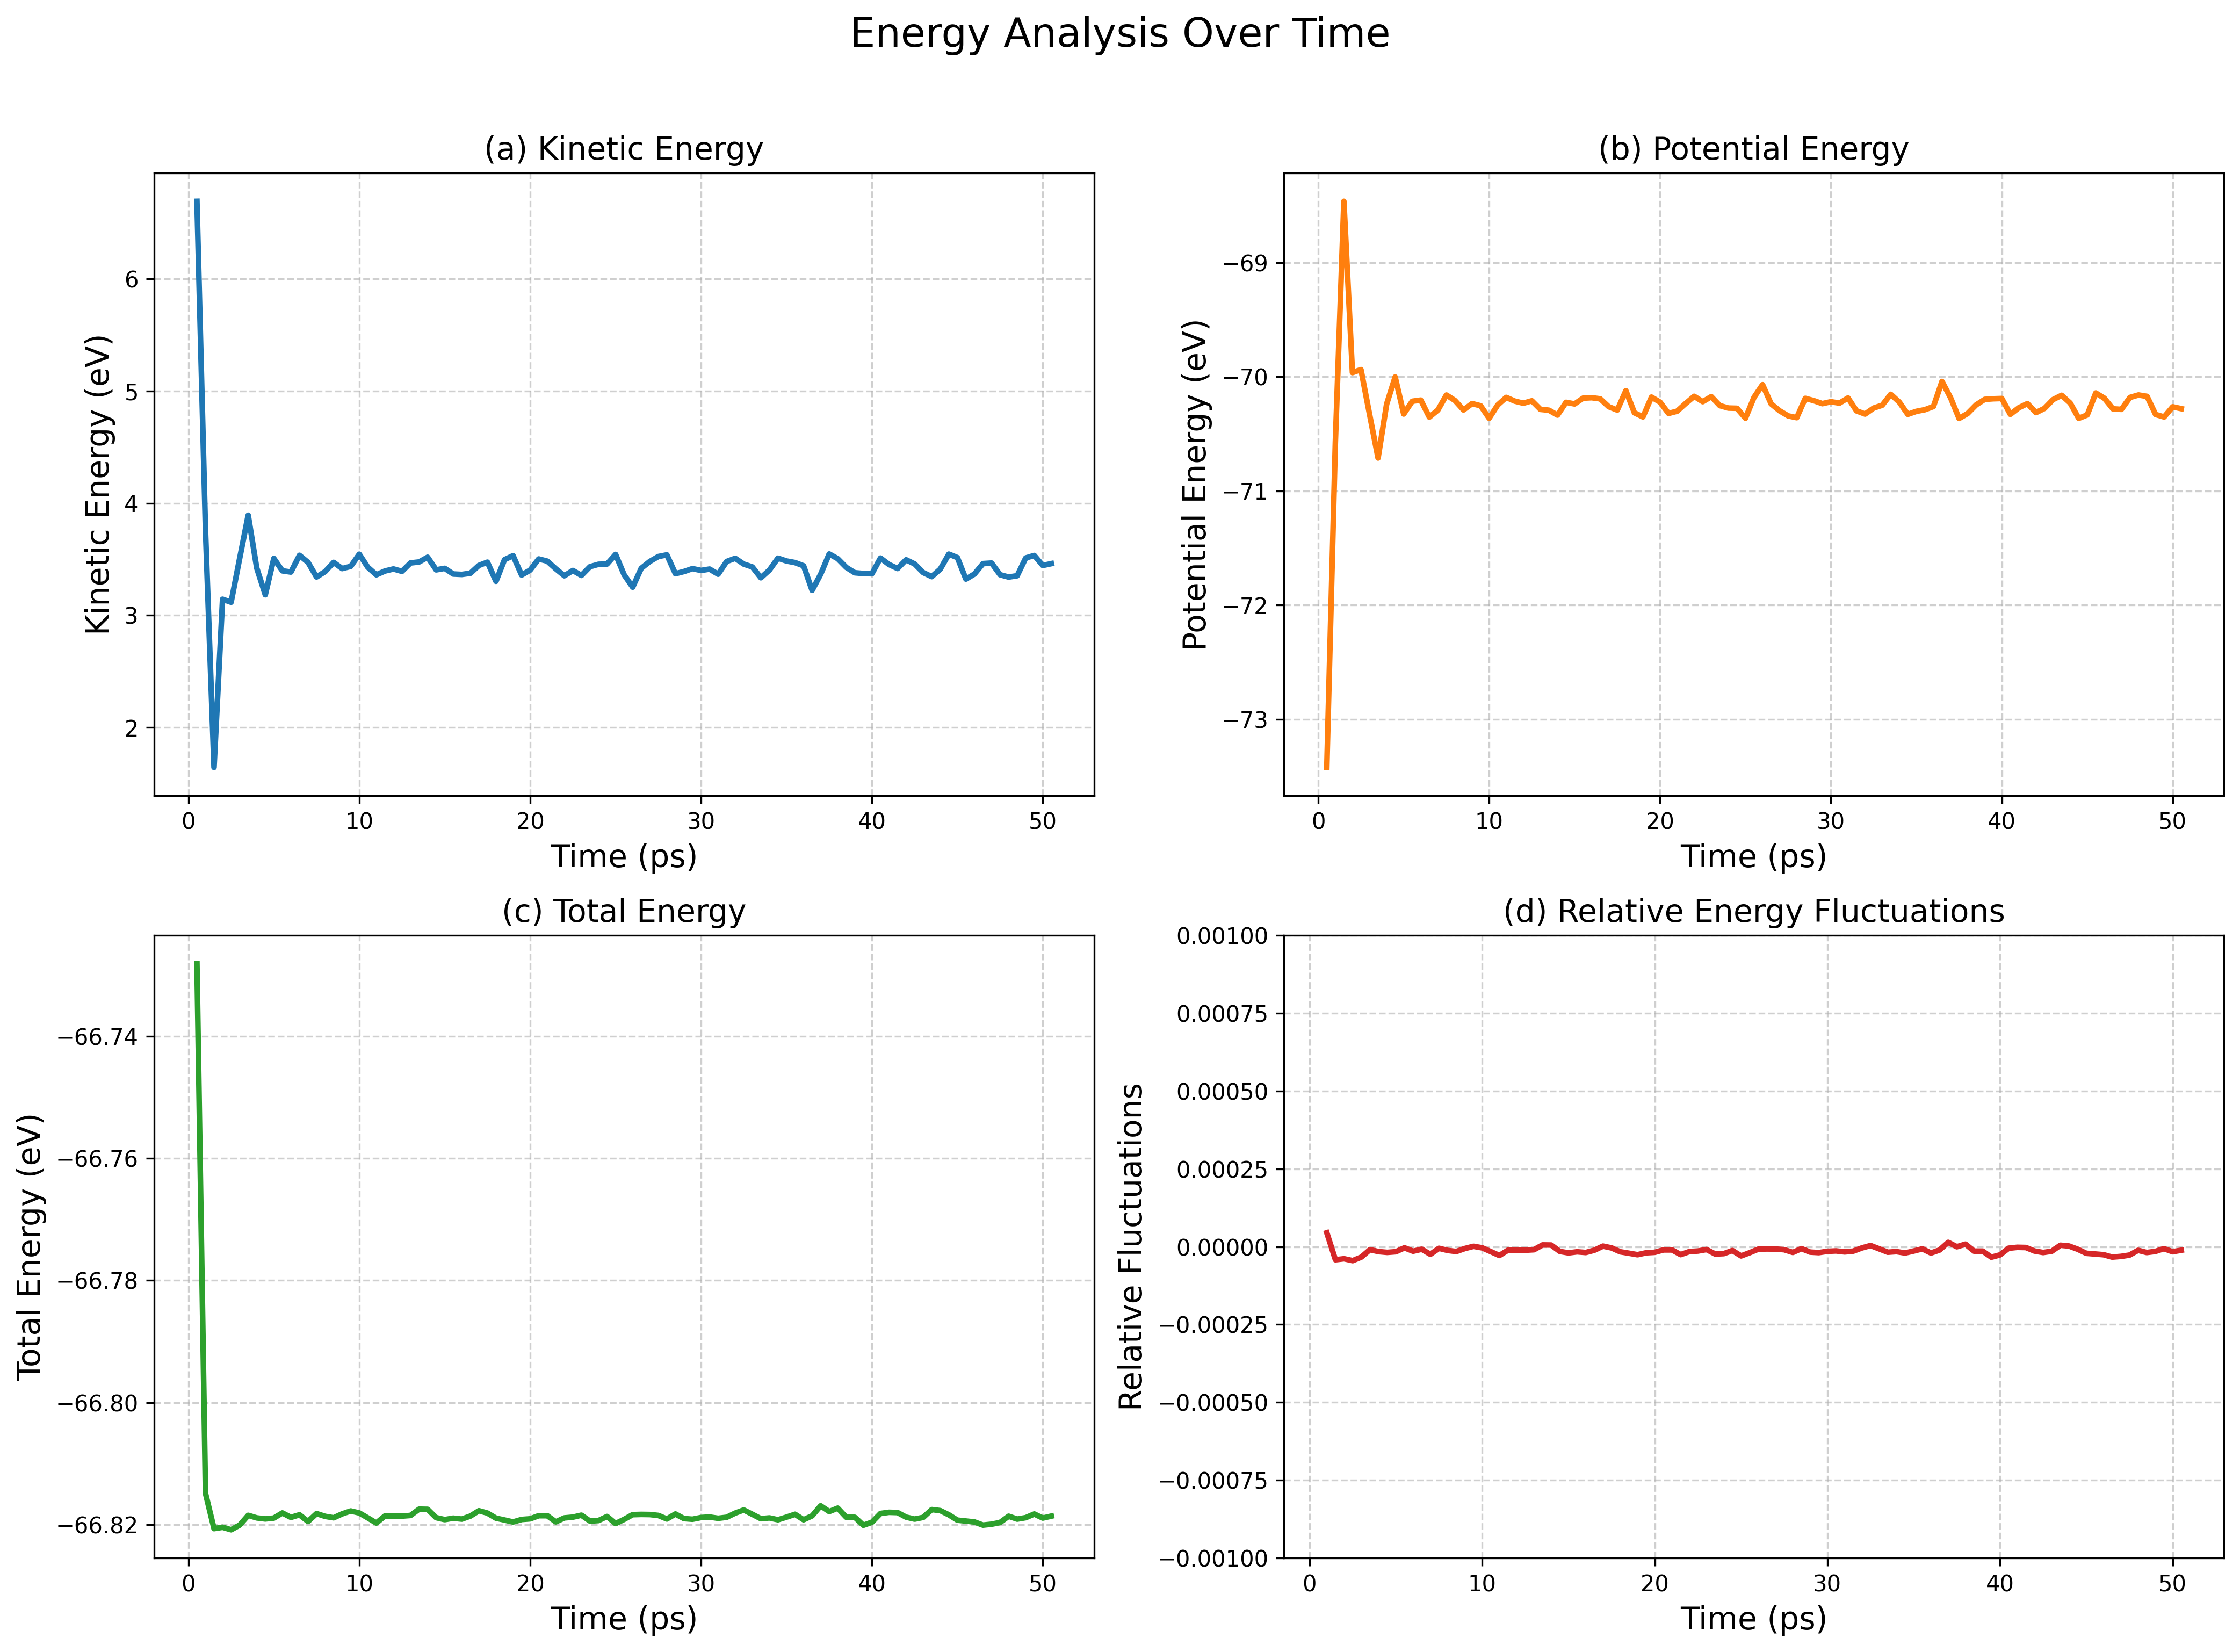 Energy Analysis Over Time
(a) Kinetic Energy
Kinetic Energy (eV)
6
5
4
3
2
0 10 20 30 40 50
Time (ps)
(b) Potential Energy
Potential Energy (eV)
−69
−70
−71
−72
−73
0 10 20 30 40 50
Time (ps)
(c) Total Energy
Total Energy (eV)
−66.74
−66.76
−66.78
−66.80
−66.82
0 10 20 30 40 50
Time (ps)
(d) Relative Energy Fluctuations
Relative Fluctuations
0.00100
0.00075
0.00050
0.00025
0.00000
−0.00025
−0.00050
−0.00075
−0.00100
0 10 20 30 40 50
Time (ps)